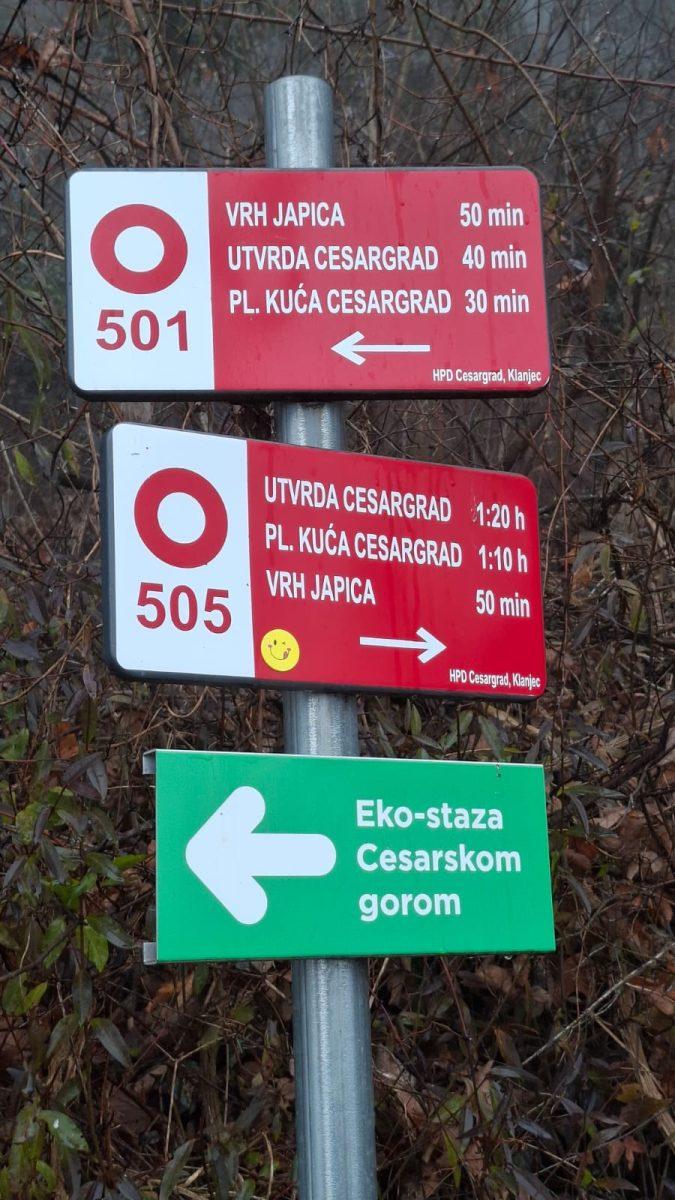 501
VRH JAPICA 50 min
UTVRDA CESARGRAD 40 min
PL. KUĆA CESARGRAD 30 min
HPD Cesargrad, Klanjec
505
UTVRDA CESARGRAD 1:20 h
PL. KUĆA CESARGRAD 1:10 h
VRH JAPICA 50 min
HPD Cesargrad, Klanjec
Eko-staza
Cesarskom
gorom